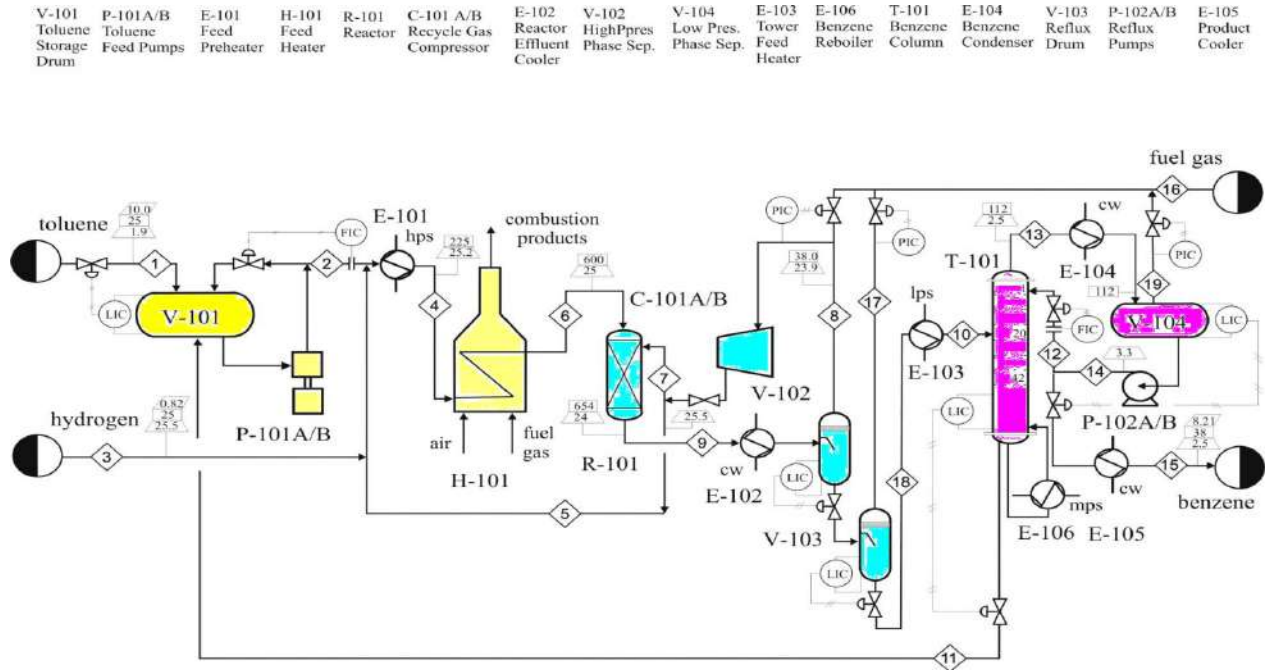 V-101 P-101A/B E-101 H-101 R-101 C-101 A/B E-102 V-102 V-104 E-103 E-106 T-101 E-104 V-103 P-102A/B E-105
Toluene Toluene Feed Feed Reactor Recycle Gas Reactor HighPpres Low Pres. Tower Benzene Benzene Benzene Reflux Reflux Product
Storage Feed Pumps Preheater Heater Compressor Effluent Phase Sep. Phase Sep. Feed Reboiler Column Condenser Drum Pumps Cooler
Drum Cooler Heater
fuel gas
16
toluene
10.0
25
1.9
1
FIC
2
E-101
hps
225
25.2
combustion
products
600
25
PIC
38.0
23.9
PIC
112
2.5
13
cw
E-104
PIC
T-101
19
112
LIC
V-101
4
6
C-101A/B
8
17
lps
10
E-103
20
42
FIC
12
V-104
LIC
14
3.3
P-102A/B
hydrogen
0.82
25
25.5
3
P-101A/B
air
fuel
gas
H-101
654
24
R-101
7
25.5
V-102
9
cw
E-102
LIC
18
LIC
8.21
38
2.5
15
cw
benzene
mps
E-106
E-105
5
V-103
LIC
11